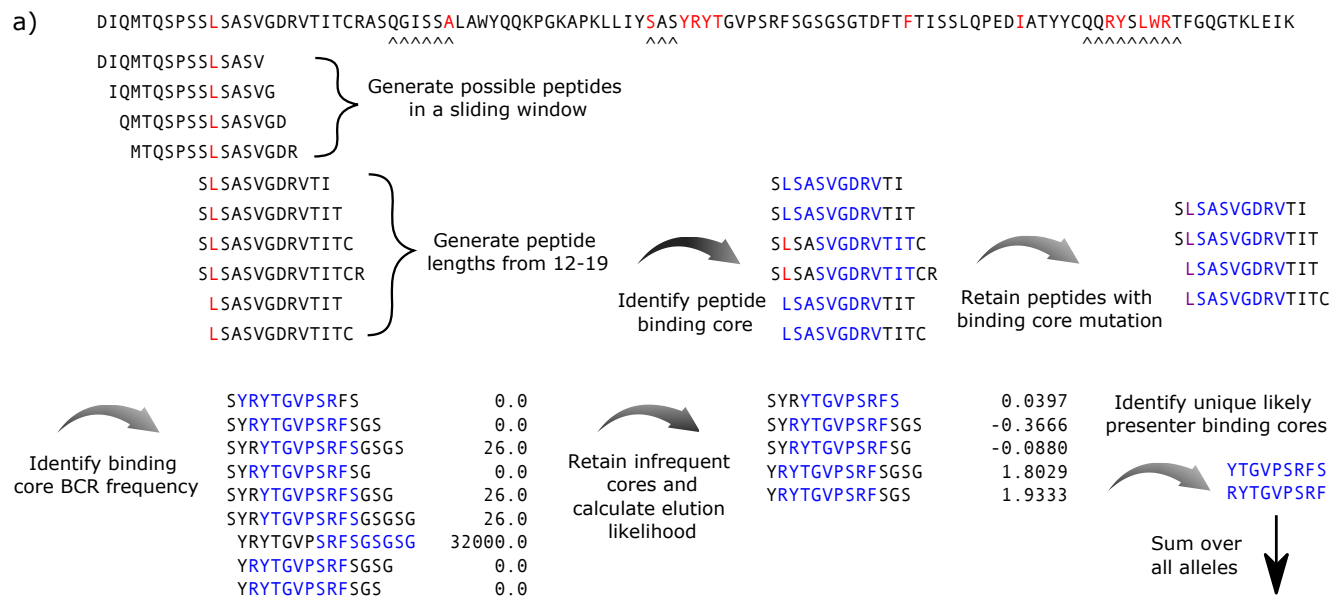 a)
DIQMTQSPSSLSASVGDRVTITCRASQGISSALAWYQQKPGKAPKLLIYSASYRYTGVPSRFSGSGSGTDFTFTISSLQPEDIATYYCQQRYSLWRTFGQGTKLEIK
^^^^^^ ^^^ ^^^^^^^^^
DIQMTQSPSSLSASV
IQMTQSPSSLSASVG
QMTQSPSSLSASVGD
MTQSPSSLSASVGDR
Generate possible peptides
in a sliding window
SLSASVGDRVTI
SLSASVGDRVTIT
SLSASVGDRVTITC
SLSASVGDRVTITCR
LSASVGDRVTIT
LSASVGDRVTITC
Generate peptide
lengths from 12-19
Identify peptide
binding core
SLSASVGDRVTI
SLSASVGDRVTIT
SLSASVGDRVTITC
SLSASVGDRVTITCR
LSASVGDRVTIT
LSASVGDRVTITC
Retain peptides with
binding core mutation
SLSASVGDRVTI
SLSASVGDRVTIT
LSASVGDRVTIT
LSASVGDRVTITC
Identify binding
core BCR frequency
SYRYTGVPSRFS 0.0
SYRYTGVPSRFSGS 0.0
SYRYTGVPSRFSGSGS 26.0
SYRYTGVPSRFSG 0.0
SYRYTGVPSRFSGSG 26.0
SYRYTGVPSRFSGSGSG 26.0
YRYTGVPSRFSGSGSG 32000.0
YRYTGVPSRFSGSG 0.0
YRYTGVPSRFSGS 0.0
Retain infrequent
cores and
calculate elution
likelihood
SYRYTGVPSRFS 0.0397
SYRYTGVPSRFSGS -0.3666
SYRYTGVPSRFSG -0.0880
YRYTGVPSRFSGSG 1.8029
YRYTGVPSRFSGS 1.9333
Identify unique likely
presenter binding cores
YTGVPSRFS
RYTGVPSRF
Sum over
all alleles